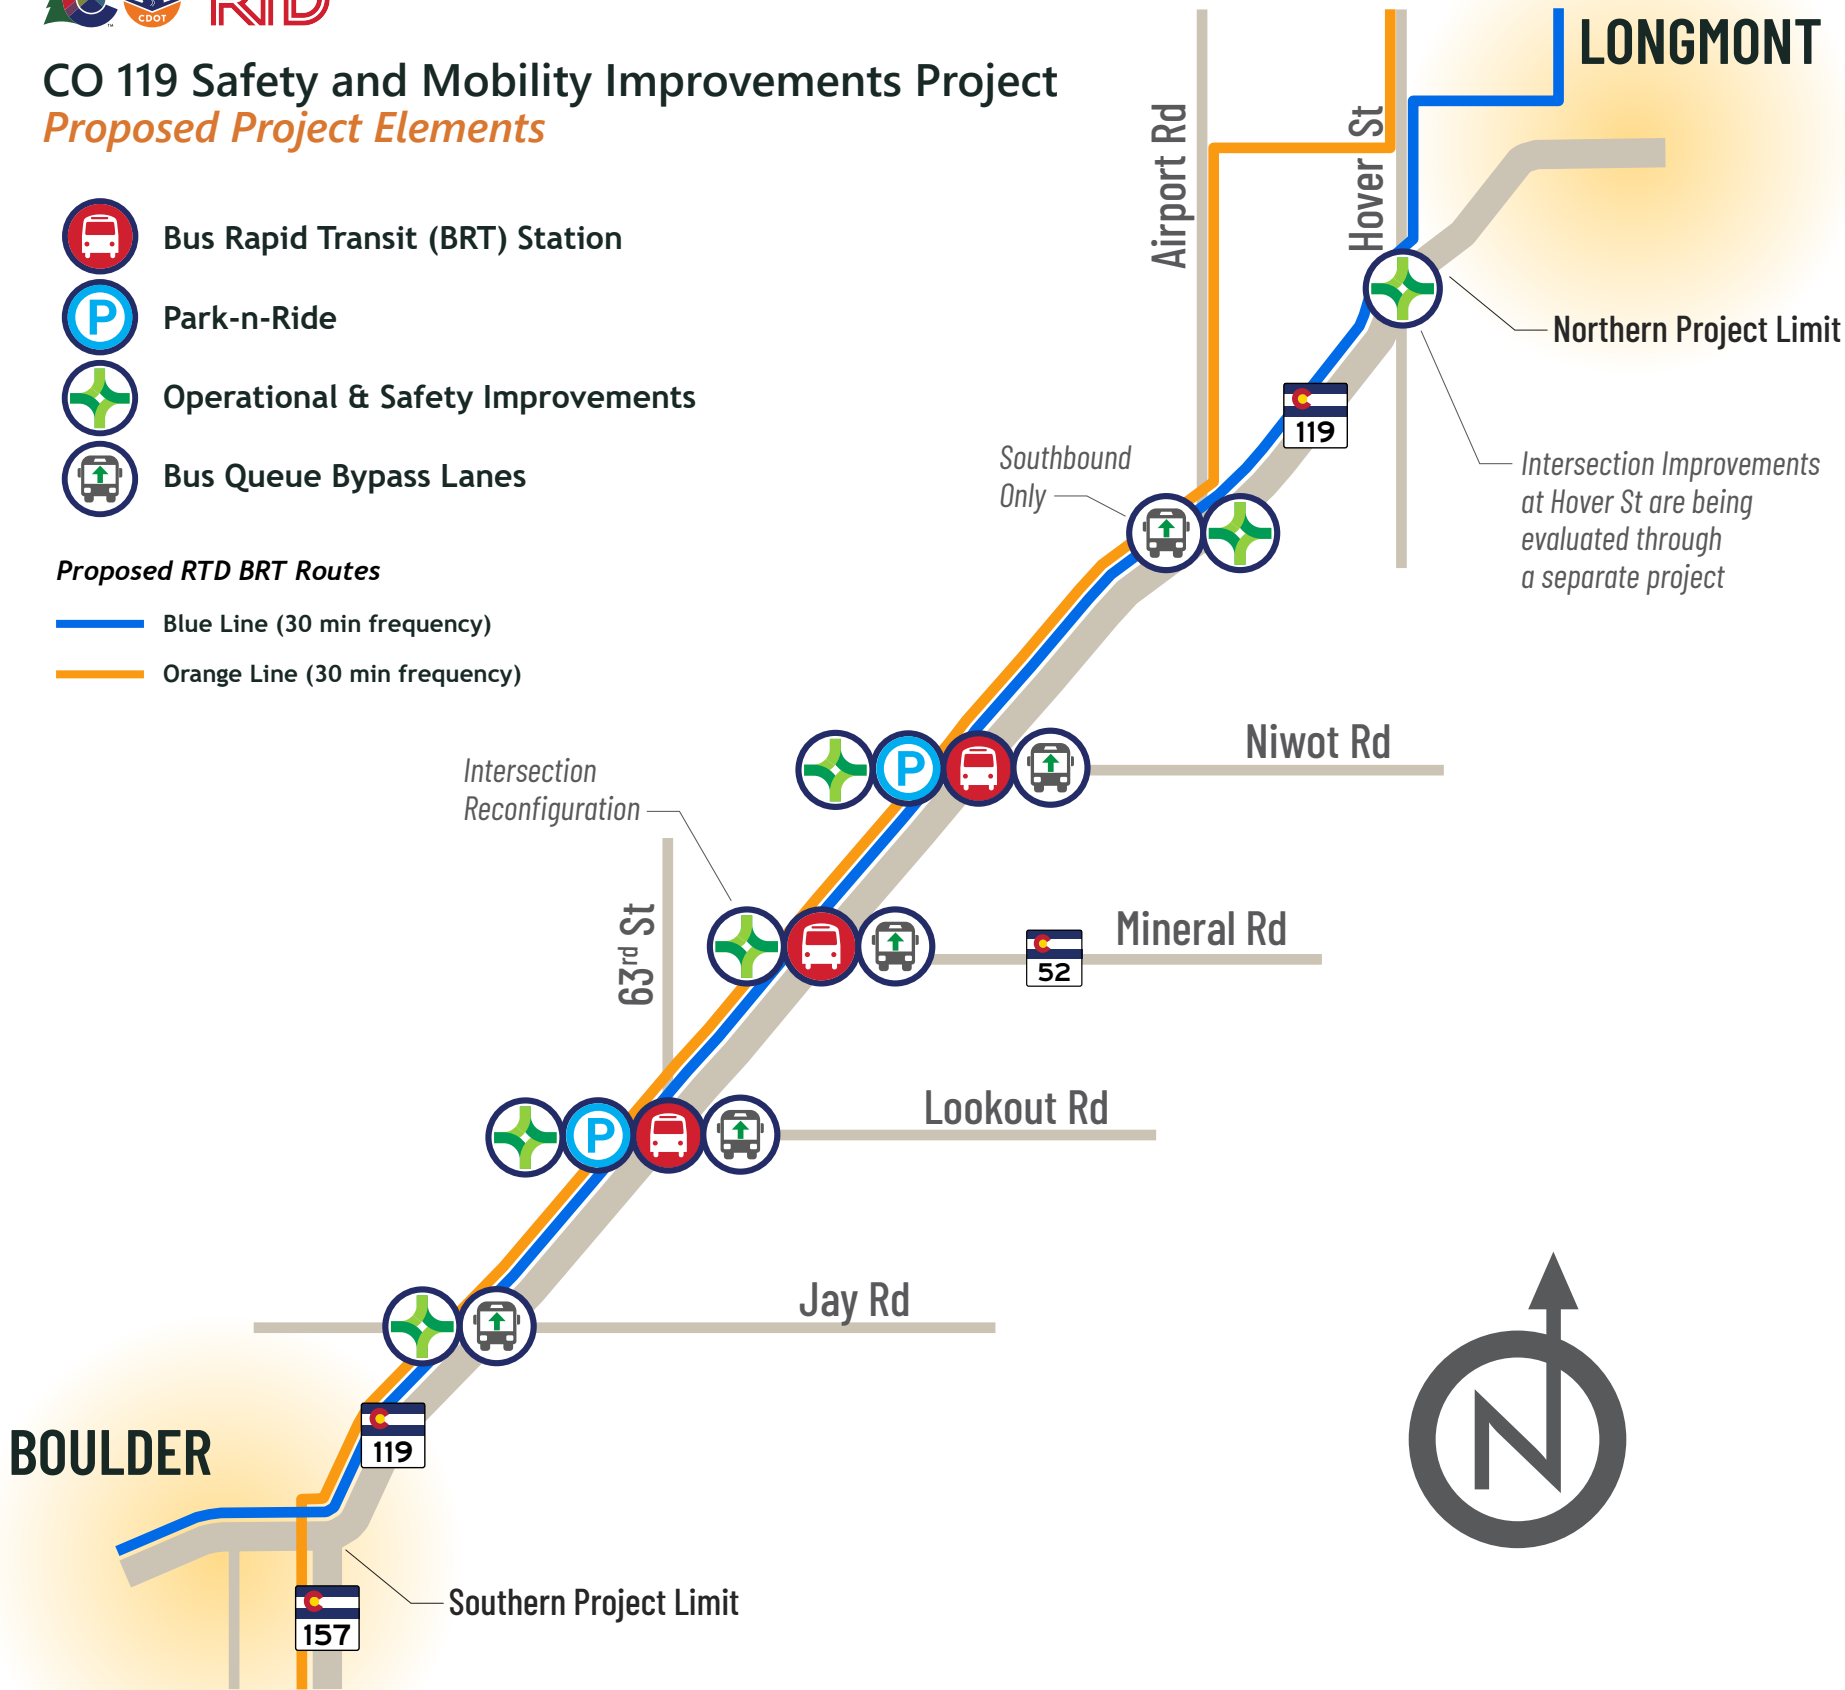 CDOT
RTD
CO 119 Safety and Mobility Improvements Project
Proposed Project Elements
Bus Rapid Transit (BRT) Station
P
Park-n-Ride
Operational & Safety Improvements
Bus Queue Bypass Lanes
Proposed RTD BRT Routes
Blue Line (30 min frequency)
Orange Line (30 min frequency)
LONGMONT
Airport Rd
Hover St
Northern Project Limit
119
Southbound
Only
Intersection Improvements
at Hover St are being
evaluated through
a separate project
Niwot Rd
P
Intersection
Reconfiguration
63rd St
Mineral Rd
52
Lookout Rd
P
Jay Rd
BOULDER
119
Southern Project Limit
157
N